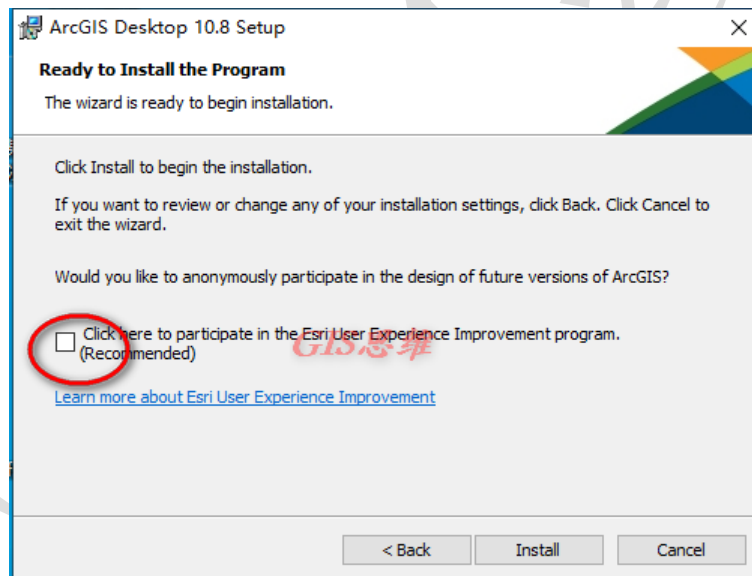 ArcGIS Desktop 10.8 Setup
Ready to Install the Program
The wizard is ready to begin installation.
Click Install to begin the installation.
If you want to review or change any of your installation settings, click Back. Click Cancel to
exit the wizard.
Would you like to anonymously participate in the design of future versions of ArcGIS?
Click here to participate in the Esri User Experience Improvement program.
(Recommended)
GIS思维
Learn more about Esri User Experience Improvement
< Back
Install
Cancel